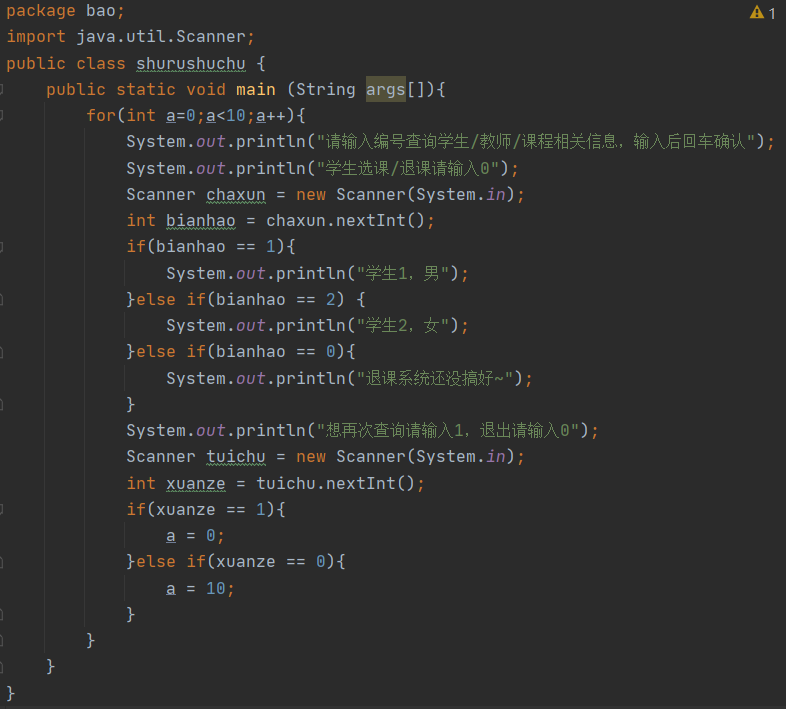 package bao;
1
import java.util.Scanner;
public class shurushuchu {
    public static void main (String args[]){
        for(int a=0;a<10;a++){
            System.out.println("请输入编号查询学生/教师/课程相关信息，输入后回车确认");
            System.out.println("学生选课/退课请输入0");
            Scanner chaxun = new Scanner(System.in);
            int bianhao = chaxun.nextInt();
            if(bianhao == 1){
                System.out.println("学生1，男");
            }else if(bianhao == 2) {
                System.out.println("学生2，女");
            }else if(bianhao == 0){
                System.out.println("退课系统还没搞好~");
            }
            System.out.println("想再次查询请输入1，退出请输入0");
            Scanner tuichu = new Scanner(System.in);
            int xuanze = tuichu.nextInt();
            if(xuanze == 1){
                a = 0;
            }else if(xuanze == 0){
                a = 10;
            }
        }
    }
}